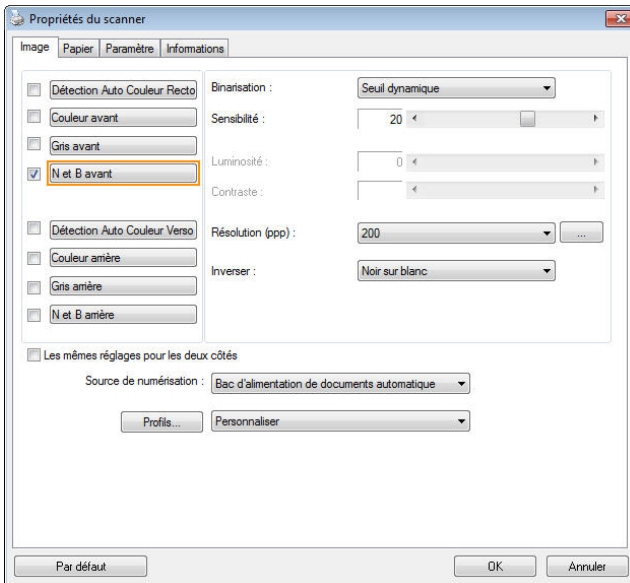 Propriétés du scanner
Image Papier Paramètre Informations
Détection Auto Couleur Recto
Couleur avant
Gris avant
N et B avant
Détection Auto Couleur Verso
Couleur arrière
Gris arrière
N et B arrière
Binarisation : Seuil dynamique
Sensibilité : 20
Luminosité : 0
Contraste :
Résolution (ppp) : 200 ...
Inverser : Noir sur blanc
Les mêmes réglages pour les deux côtés
Source de numérisation : Bac d'alimentation de documents automatique
Profils... Personnaliser
Par défaut OK Annuler